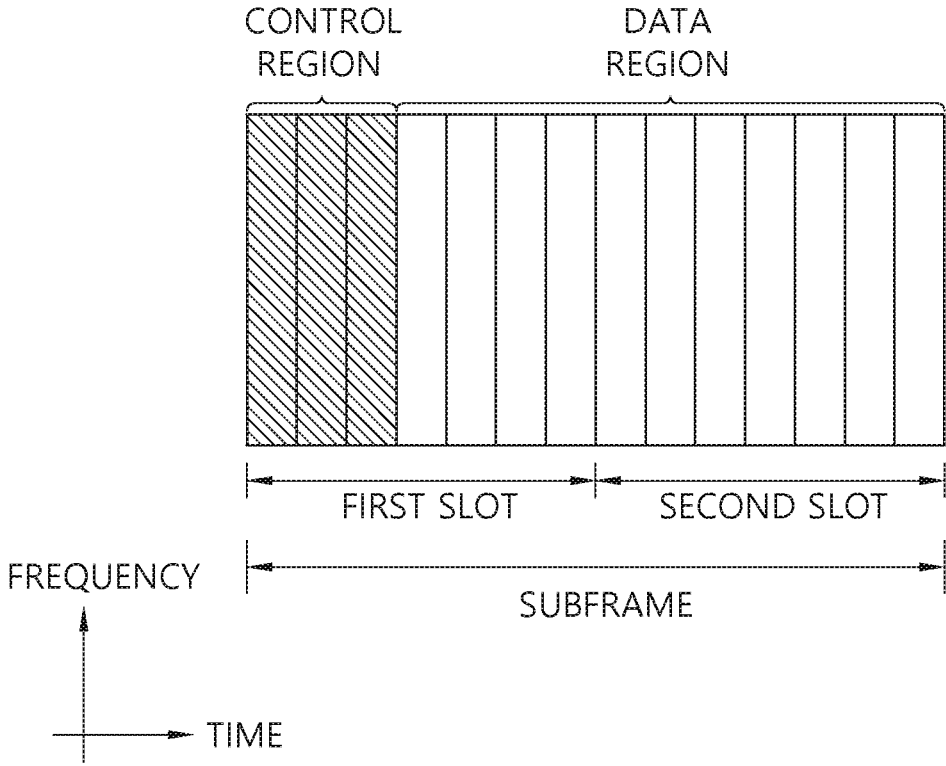 CONTROL
REGION
DATA
REGION
FIRST SLOT
SECOND SLOT
SUBFRAME
FREQUENCY
TIME